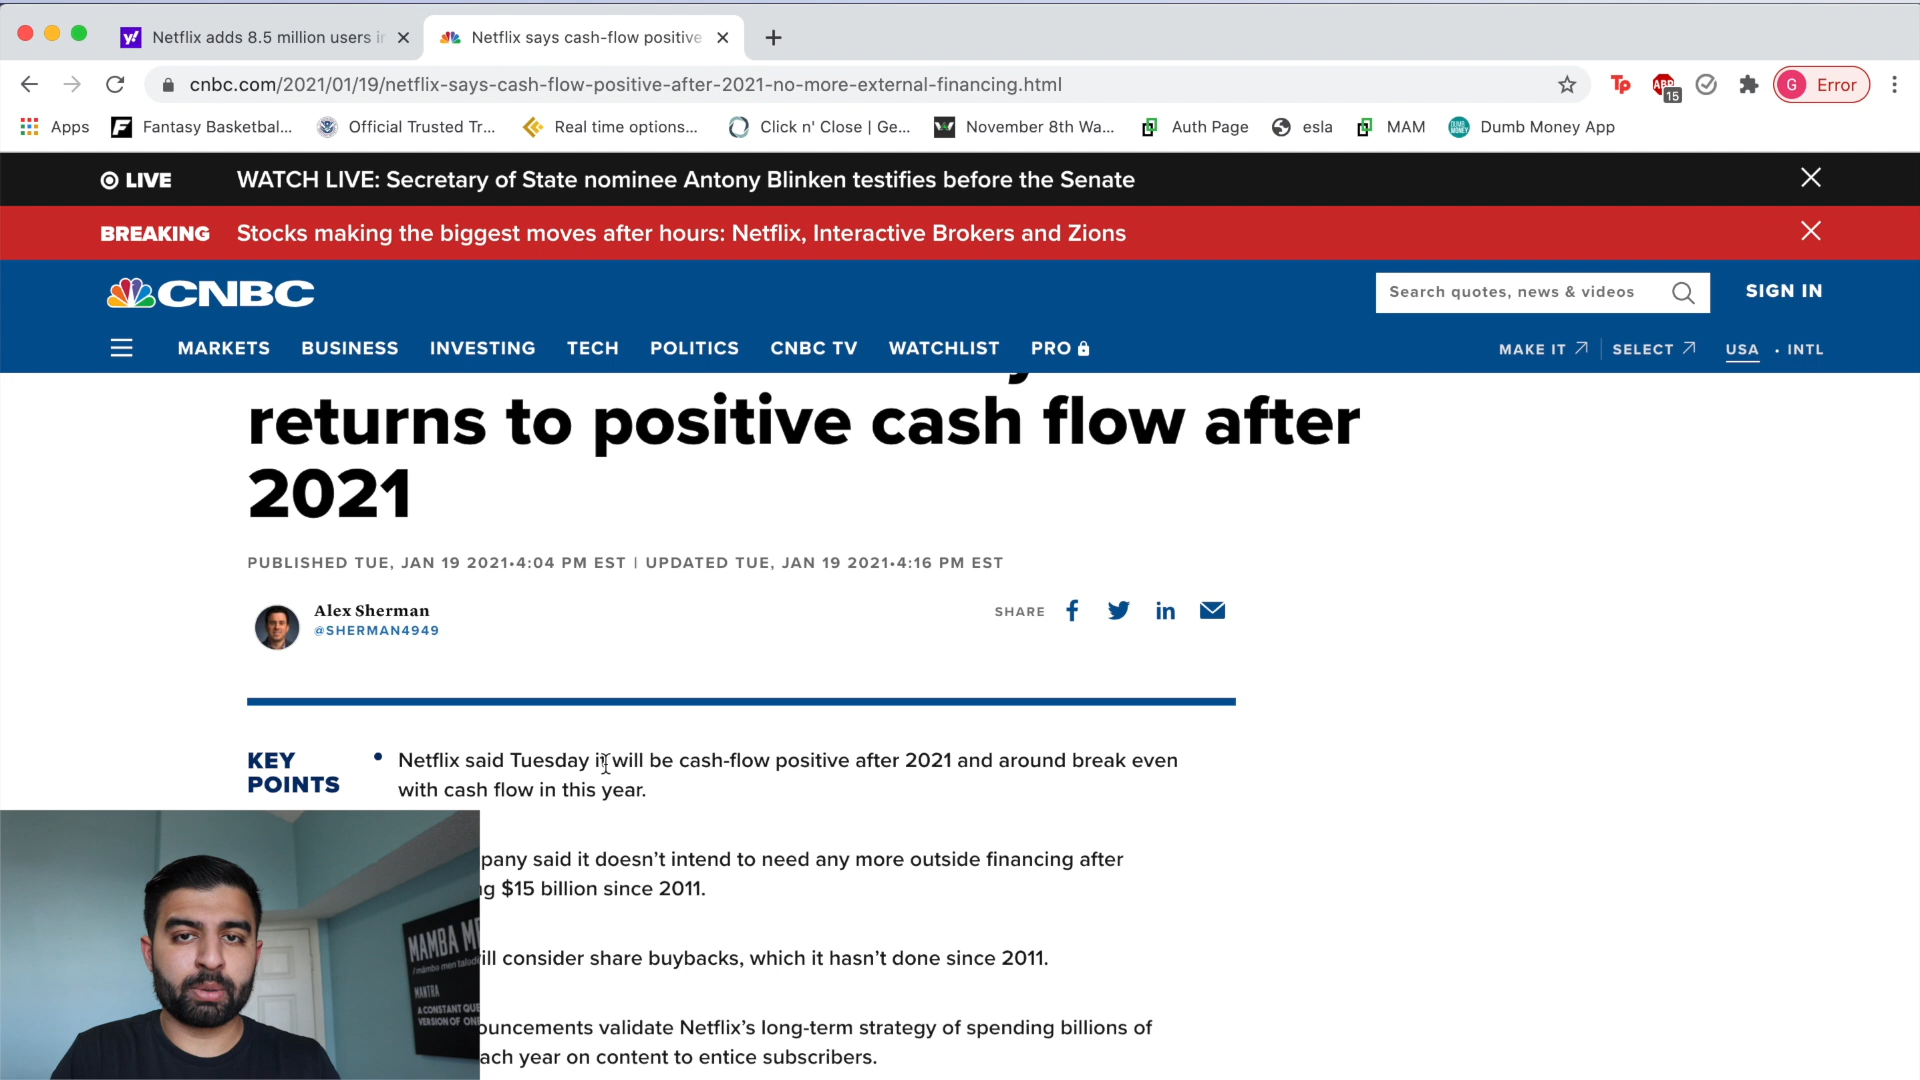 Netflix adds 8.5 million users in
Netflix says cash-flow positive
cnbc.com/2021/01/19/netflix-says-cash-flow-positive-after-2021-no-more-external-financing.html
15
G Error
Apps
Fantasy Basketbal...
Official Trusted Tr...
Real time options...
Click n' Close | Ge...
November 8th Wa...
Auth Page
esla
MAM
Dumb Money App
LIVE WATCH LIVE: Secretary of State nominee Antony Blinken testifies before the Senate
BREAKING Stocks making the biggest moves after hours: Netflix, Interactive Brokers and Zions
CNBC
Search quotes, news & videos
SIGN IN
MARKETS BUSINESS INVESTING TECH POLITICS CNBC TV WATCHLIST PRO
MAKE IT SELECT USA • INTL
returns to positive cash flow after
2021
PUBLISHED TUE, JAN 19 2021•4:04 PM EST | UPDATED TUE, JAN 19 2021•4:16 PM EST
Alex Sherman
@SHERMAN4949
SHARE
KEY
POINTS
• Netflix said Tuesday it will be cash-flow positive after 2021 and around break even
with cash flow in this year.
pany said it doesn't intend to need any more outside financing after
g $15 billion since 2011.
ill consider share buybacks, which it hasn't done since 2011.
ouncements validate Netflix's long-term strategy of spending billions of
ach year on content to entice subscribers.
MAMBA ME
MANTRA
A CONSTANT QUE
VERSION OF ONE